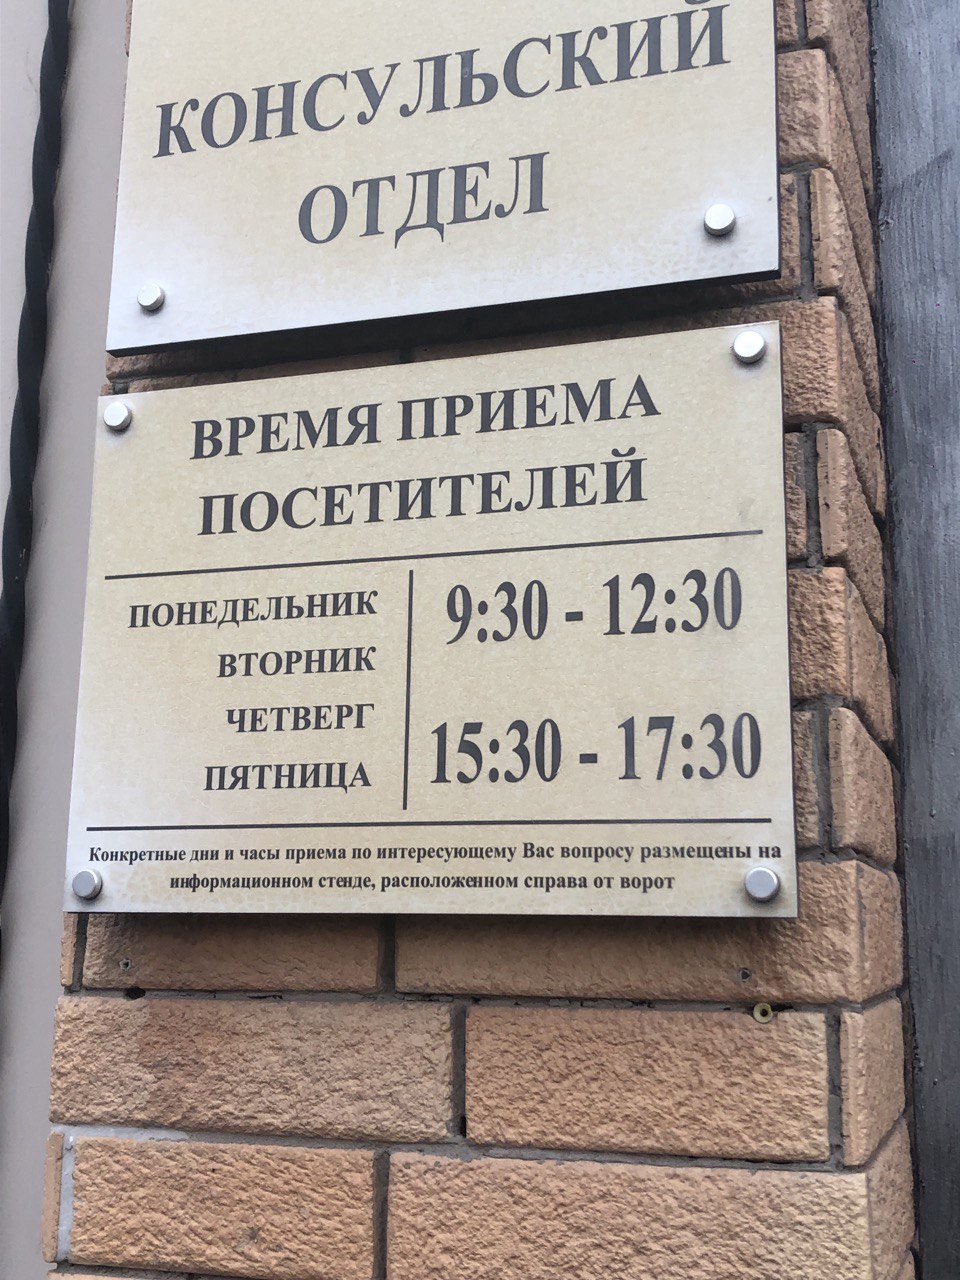 КОНСУЛЬСКИЙ
ОТДЕЛ
ВРЕМЯ ПРИЕМА
ПОСЕТИТЕЛЕЙ
ПОНЕДЕЛЬНИК
ВТОРНИК
ЧЕТВЕРГ
ПЯТНИЦА
9:30 - 12:30
15:30 - 17:30
Конкретные дни и часы приема по интересующему Вас вопросу размещены на
информационном стенде, расположенном справа от ворот